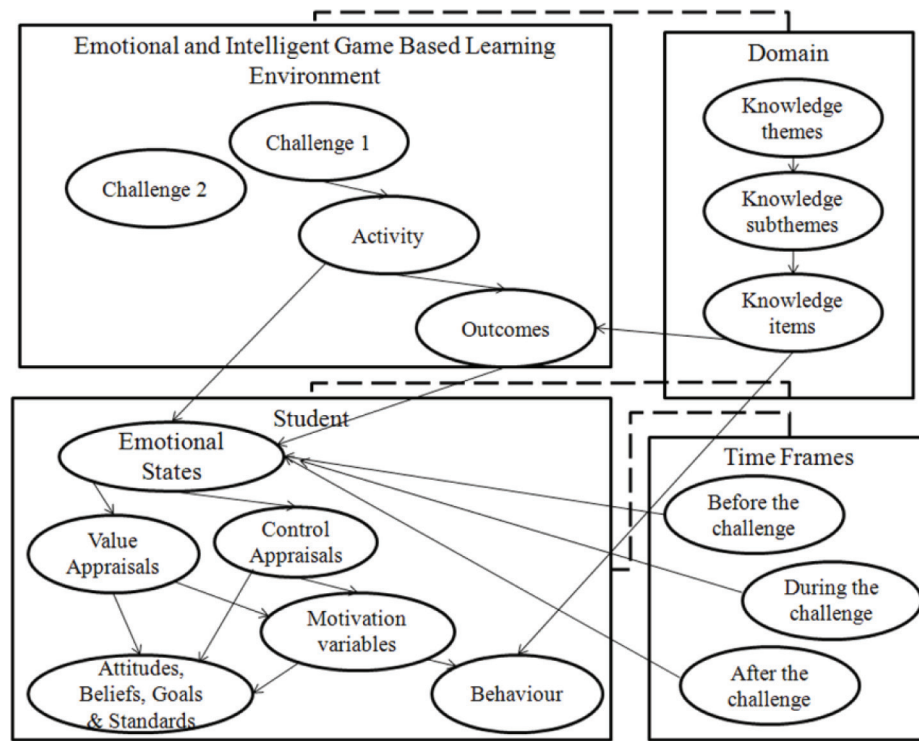 Emotional and Intelligent Game Based Learning
Environment
Challenge 1
Challenge 2
Activity
Outcomes
Domain
Knowledge
themes
Knowledge
subthemes
Knowledge
items
Student
Emotional
States
Value
Appraisals
Control
Appraisals
Motivation
variables
Attitudes,
Beliefs, Goals
& Standards
Behaviour
Time Frames
Before the
challenge
During the
challenge
After the
challenge